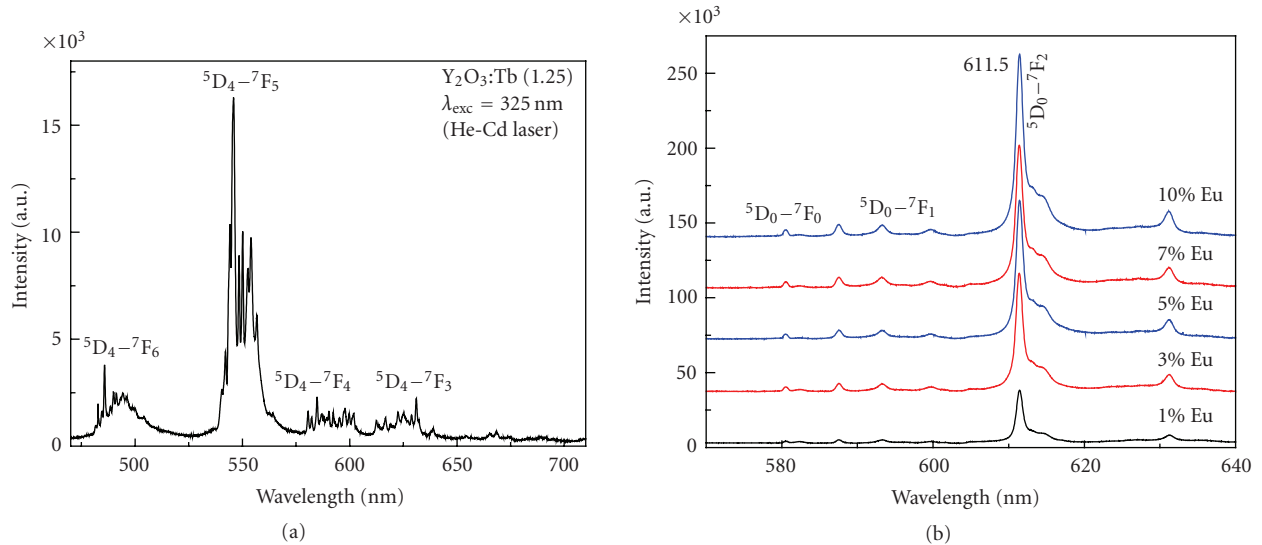 ×10³
Intensity (a.u.)
15
10
5
0
⁵D₄−⁷F₅
Y₂O₃:Tb (1.25)
λexc = 325 nm
(He-Cd laser)
⁵D₄−⁷F₆
⁵D₄−⁷F₄
⁵D₄−⁷F₃
500
550
600
650
700
Wavelength (nm)
(a)
×10³
Intensity (a.u.)
250
200
150
100
50
0
611.5
⁵D₀−⁷F₂
⁵D₀−⁷F₀
⁵D₀−⁷F₁
10% Eu
7% Eu
5% Eu
3% Eu
1% Eu
580
600
620
640
Wavelength (nm)
(b)